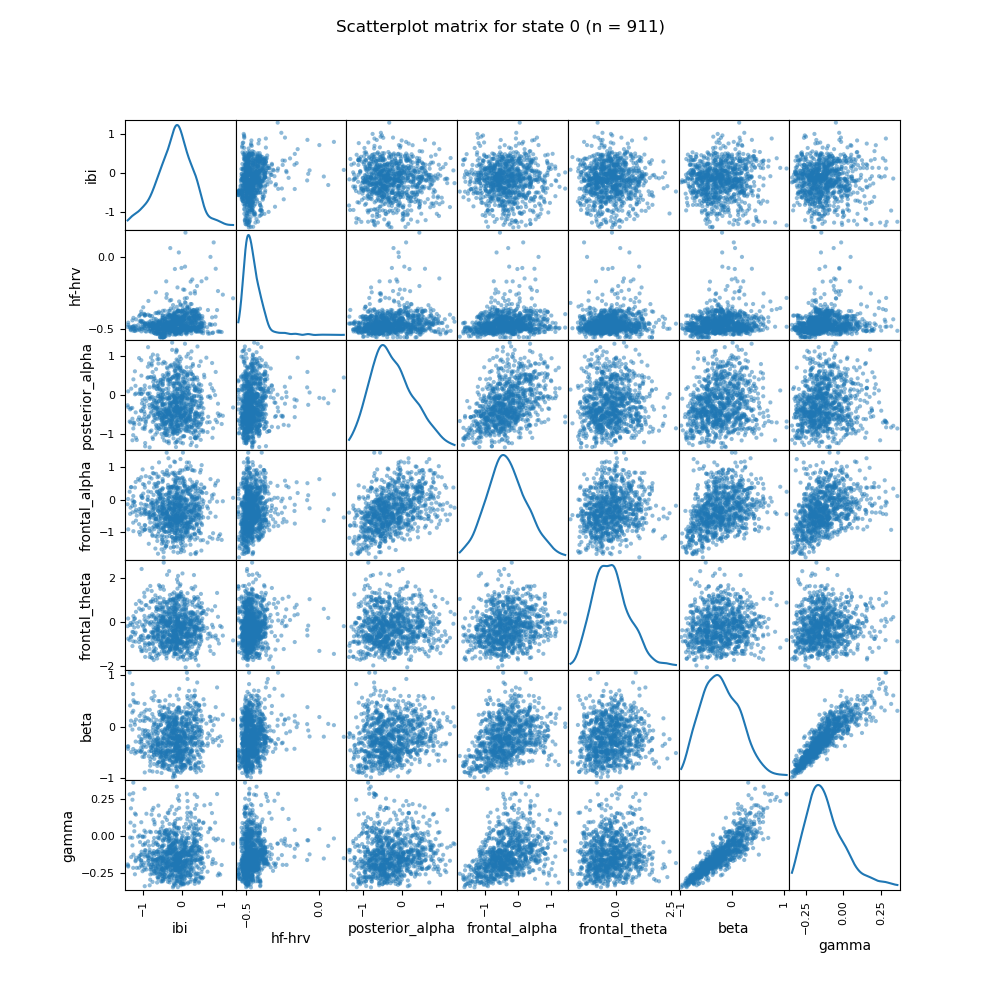 Scatterplot matrix for state 0 (n = 911)
ibi
1
0
−1
hf-hrv
0.0
−0.5
posterior_alpha
1
0
−1
frontal_alpha
1
0
−1
frontal_theta
2
0
−2
beta
1
0
−1
gamma
0.25
0.00
−0.25
−1 0 1 −0.5 0.0 −1 0 1 −1 0 1 0.0 2.5 −1 0 1 −0.25 0.00 0.25
ibi hf-hrv posterior_alpha frontal_alpha frontal_theta beta gamma